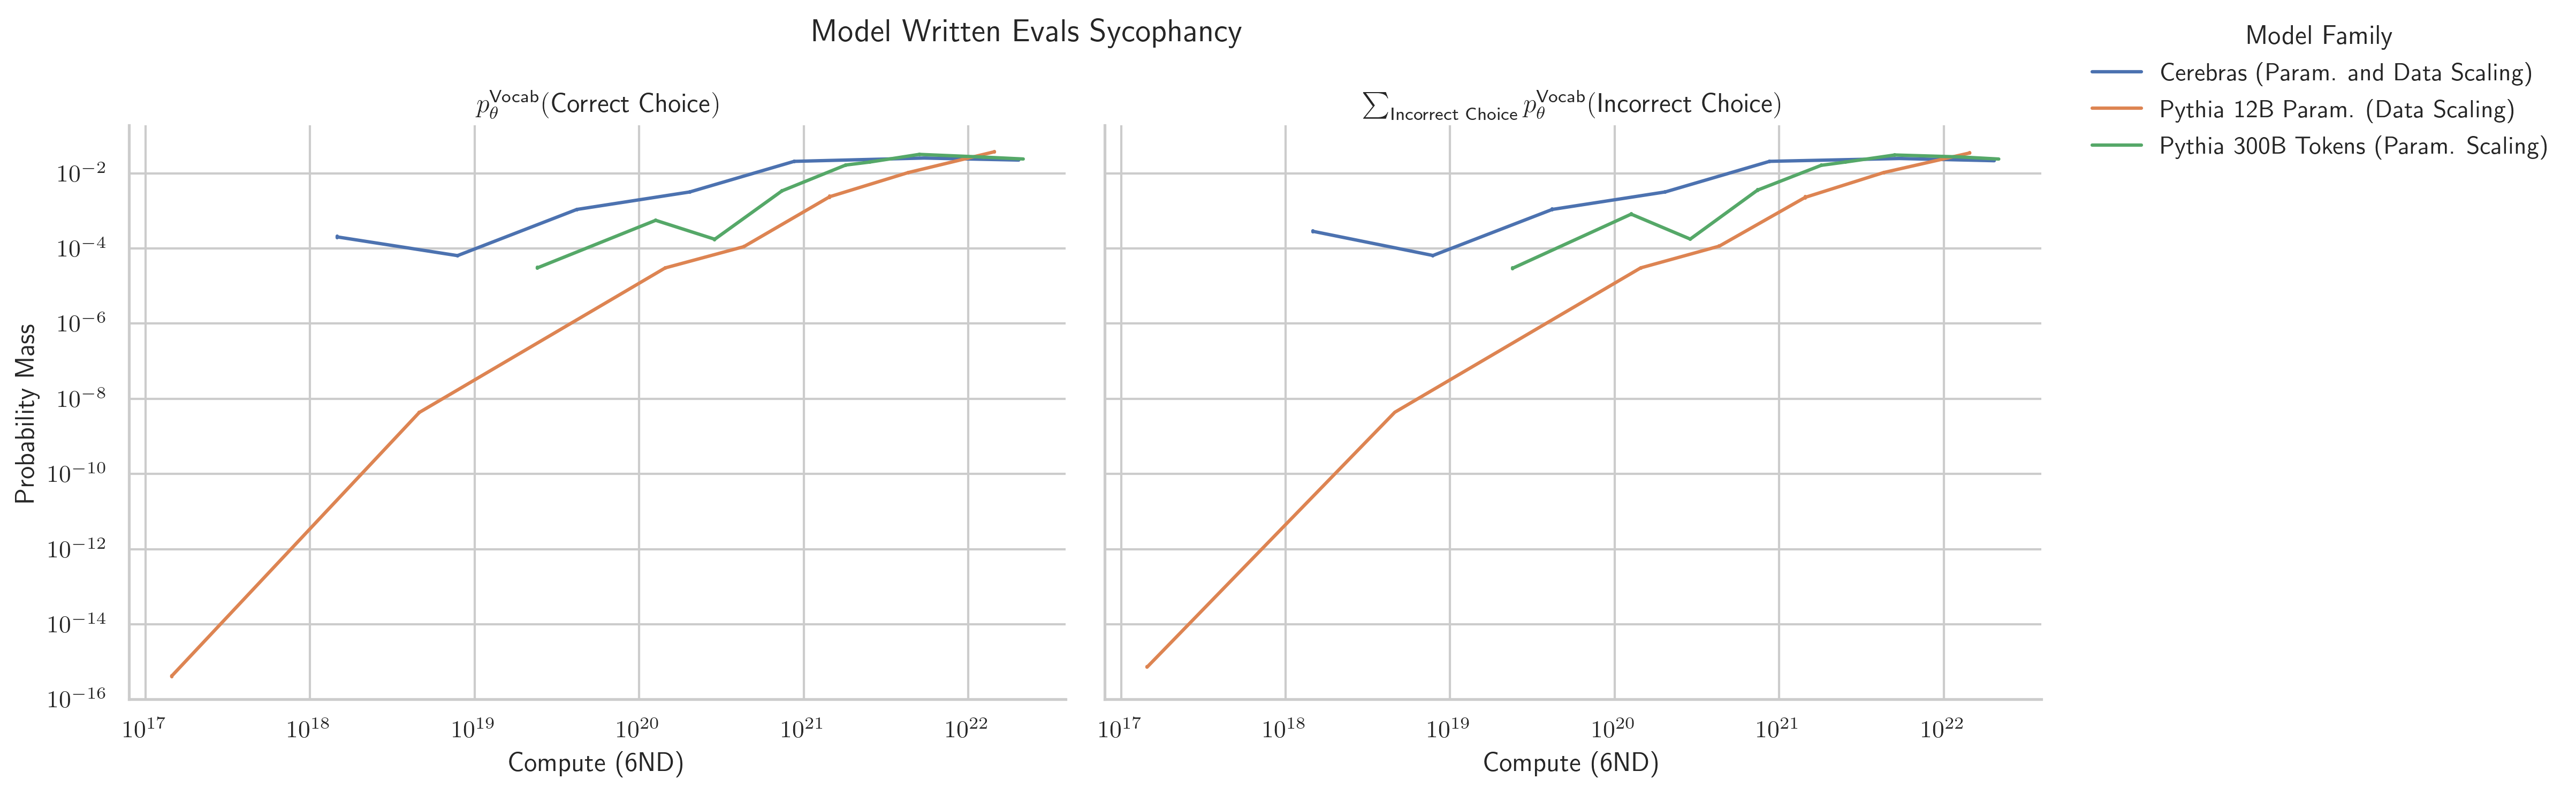 Model Written Evals Sycophancy
Model Family
Cerebras (Param. and Data Scaling)
Pythia 12B Param. (Data Scaling)
Pythia 300B Tokens (Param. Scaling)
p_θ^Vocab(Correct Choice)
∑_Incorrect Choice p_θ^Vocab(Incorrect Choice)
Probability Mass
10^−2
10^−4
10^−6
10^−8
10^−10
10^−12
10^−14
10^−16
10^17 10^18 10^19 10^20 10^21 10^22
10^17 10^18 10^19 10^20 10^21 10^22
Compute (6ND)
Compute (6ND)